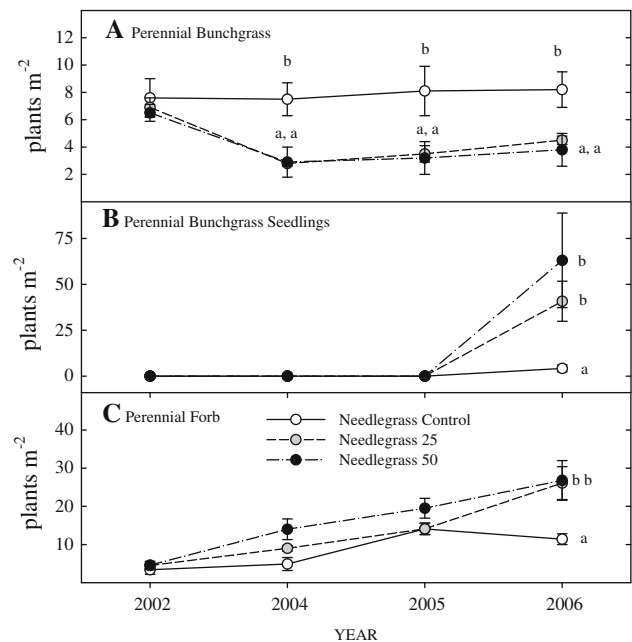 A Perennial Bunchgrass
12
10
8
6
4
2
plants m-2
b
b
b
a, a
a, a
a, a
B Perennial Bunchgrass Seedlings
75
50
25
0
plants m-2
b
b
a
C Perennial Forb
Needlegrass Control
Needlegrass 25
Needlegrass 50
40
30
20
10
plants m-2
b b
a
2002 2004 2005 2006
YEAR